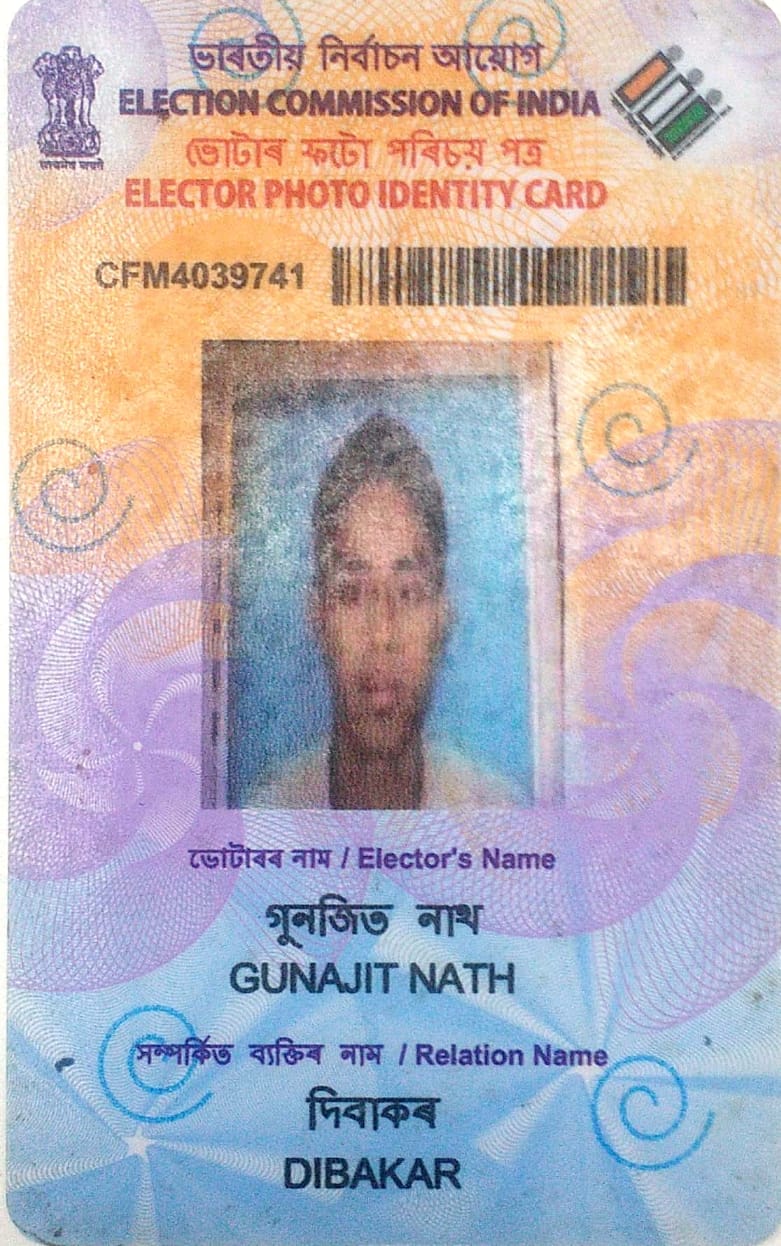 ভাৰতীয় নিৰ্বাচন আয়োগ
ELECTION COMMISSION OF INDIA
ভোটাৰ ফটো পৰিচয় পত্ৰ
ELECTOR PHOTO IDENTITY CARD
सत्यमेव जयते
CFM4039741
ভোটাৰৰ নাম / Elector's Name
গুনজিত নাথ
GUNAJIT NATH
সম্পৰ্কিত ব্যক্তিৰ নাম / Relation Name
দিবাকৰ
DIBAKAR